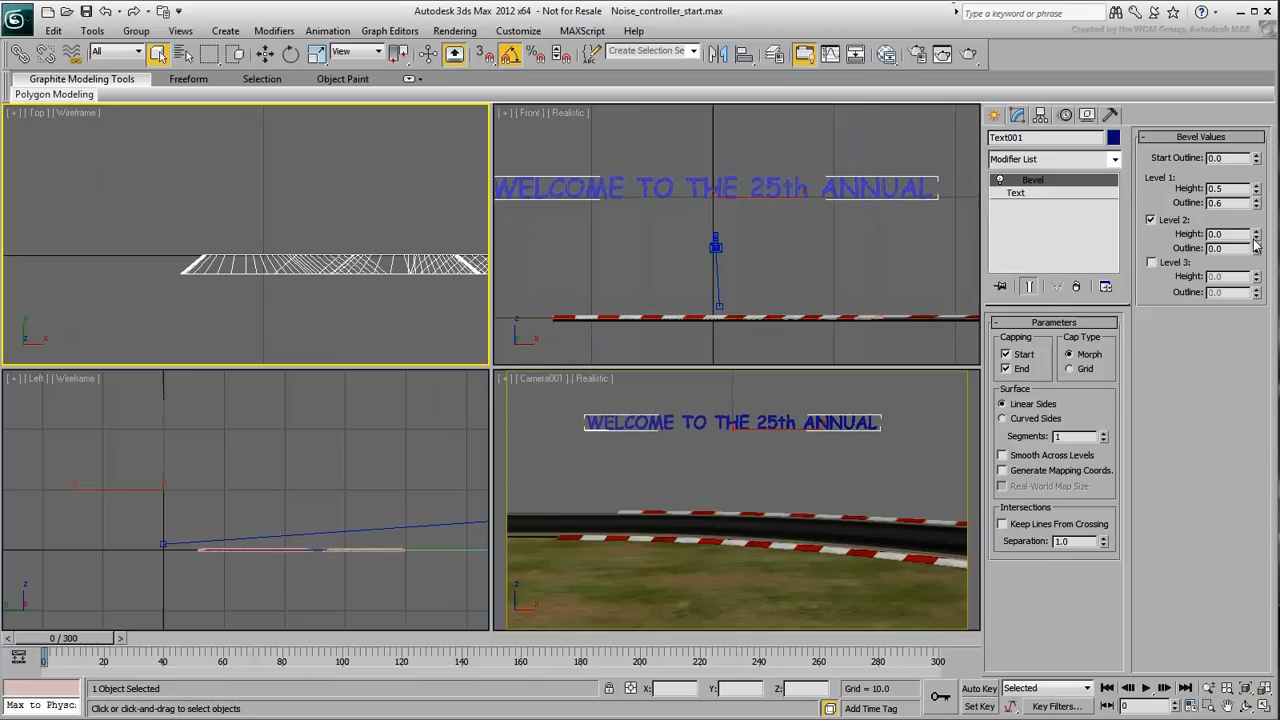 Autodesk 3ds Max 2012 x64 - Not for Resale Noise_controller_start.max
Type a keyword or phrase
Edit Tools Group Views Create Modifiers Animation Graph Editors Rendering Customize MAXScript Help
Created by the WDM Group, Autodesk M&E
All View 3 Create Selection Se
Graphite Modeling Tools Freeform Selection Object Paint
Polygon Modeling
[ + ] [ Top ] [ Wireframe ]
[ + ] [ Front ] [ Realistic ]
WELCOME TO THE 25th ANNUAL
[ + ] [ Left ] [ Wireframe ]
[ + ] [ Camera001 ] [ Realistic ]
WELCOME TO THE 25th ANNUAL
Text001
Modifier List
Bevel
Text
- Parameters
Capping
Start
End
Cap Type
Morph
Grid
Surface
Linear Sides
Curved Sides
Segments: 1
Smooth Across Levels
Generate Mapping Coords.
Real-World Map Size
Intersections
Keep Lines From Crossing
Separation: 1.0
- Bevel Values
Start Outline: 0.0
Level 1:
Height: 0.5
Outline: 0.6
Level 2:
Height: 0.0
Outline: 0.0
Level 3:
Height: 0.0
Outline: 0.0
< 0 / 300 >
0 20 40 60 80 100 120 140 160 180 200 220 240 260 280 300
1 Object Selected X: Y: Z: Grid = 10.0 Auto Key Selected
Max to Physc Click or click-and-drag to select objects Add Time Tag Set Key Key Filters... 0